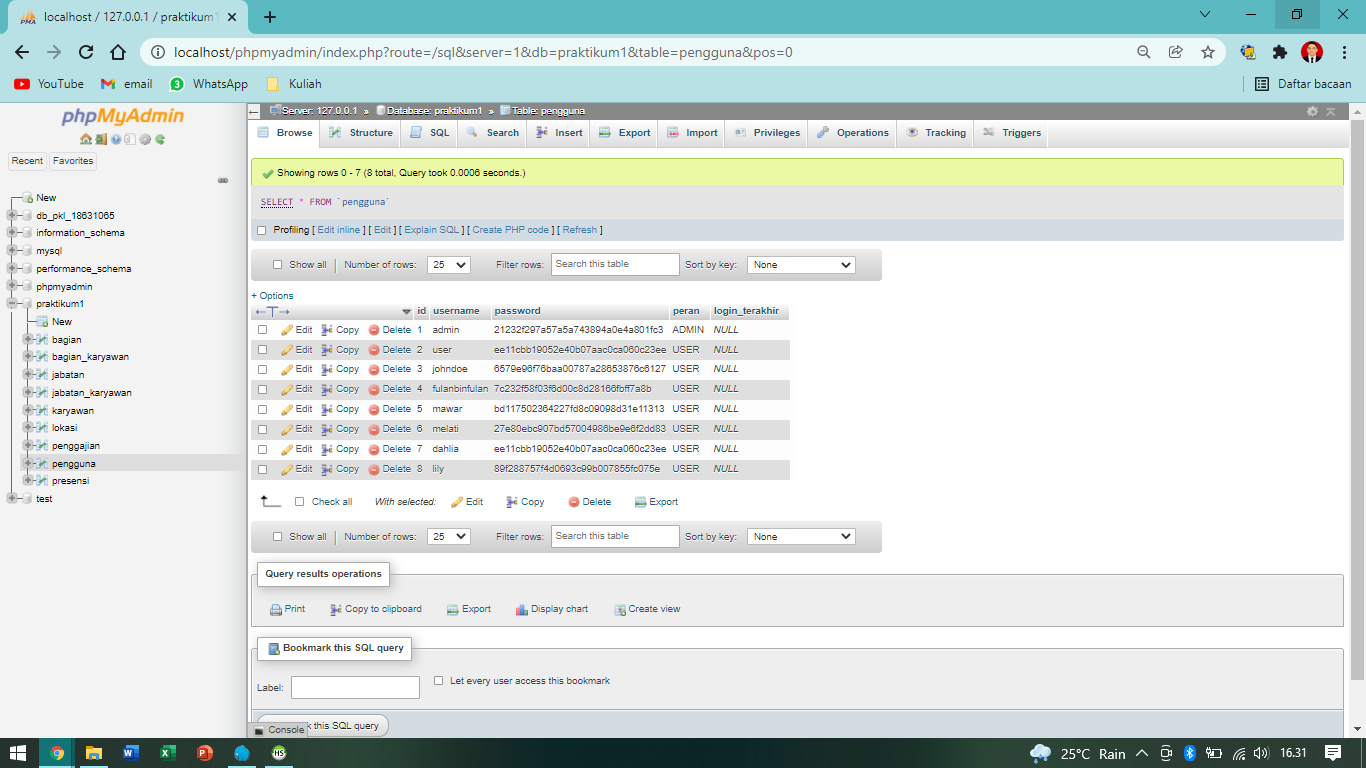 localhost / 127.0.0.1 / praktikum1
localhost/phpmyadmin/index.php?route=/sql&server=1&db=praktikum1&table=pengguna&pos=0
YouTube email WhatsApp Kuliah Daftar bacaan
phpMyAdmin
Recent Favorites
New
db_pkl_18631065
information_schema
mysql
performance_schema
phpmyadmin
praktikum1
New
bagian
bagian_karyawan
jabatan
jabatan_karyawan
karyawan
lokasi
penggajian
pengguna
presensi
test
Server: 127.0.0.1 » Database: praktikum1 » Table: pengguna
Browse Structure SQL Search Insert Export Import Privileges Operations Tracking Triggers
Showing rows 0 - 7 (8 total, Query took 0.0006 seconds.)
SELECT * FROM `pengguna`
Profiling [ Edit inline ] [ Edit ] [ Explain SQL ] [ Create PHP code ] [ Refresh ]
Show all Number of rows: 25 Filter rows: Search this table Sort by key: None
+ Options
←T→ id username password peran login_terakhir
Edit Copy Delete 1 admin 21232f297a57a5a743894a0e4a801fc3 ADMIN NULL
Edit Copy Delete 2 user ee11cbb19052e40b07aac0ca060c23ee USER NULL
Edit Copy Delete 3 johndoe 6579e96f76baa00787a28653876c6127 USER NULL
Edit Copy Delete 4 fulanbinfulan 7c232f58f03f6d00c8d28166fbff7a8b USER NULL
Edit Copy Delete 5 mawar bd117502364227fd8c09098d31e11313 USER NULL
Edit Copy Delete 6 melati 27e80ebc907bd57004986be9e6f2dd83 USER NULL
Edit Copy Delete 7 dahlia ee11cbb19052e40b07aac0ca060c23ee USER NULL
Edit Copy Delete 8 lily 89f288757f4d0693c99b007855fc075e USER NULL
Check all With selected: Edit Copy Delete Export
Show all Number of rows: 25 Filter rows: Search this table Sort by key: None
Query results operations
Print Copy to clipboard Export Display chart Create view
Bookmark this SQL query
Label: Let every user access this bookmark
Console k this SQL query
25°C Rain 16.31